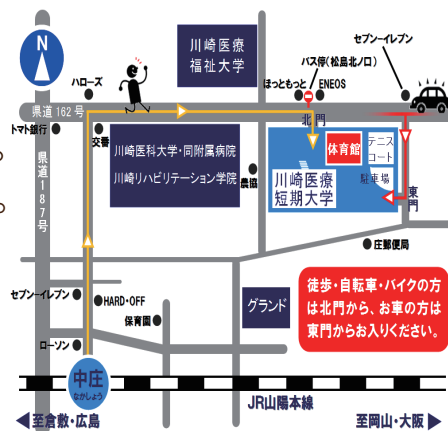 N
川崎医療
福祉大学
セブン-イレブン
バス停(松島北ノ口)
ハローズ
ほっともっと
ENEOS
県道162号
北門
トマト銀行
交番
体育館
テニス
コート
川崎医科大学・同附属病院
川崎リハビリテーション学院
県道187号
農協
川崎医療
短期大学
駐車場
東門
庄郵便局
セブン-イレブン
HARD・OFF
グランド
保育園
徒歩・自転車・バイクの方
は北門から、お車の方は
東門からお入りください。
ローソン
中庄
なかしょう
JR山陽本線
至倉敷・広島
至岡山・大阪